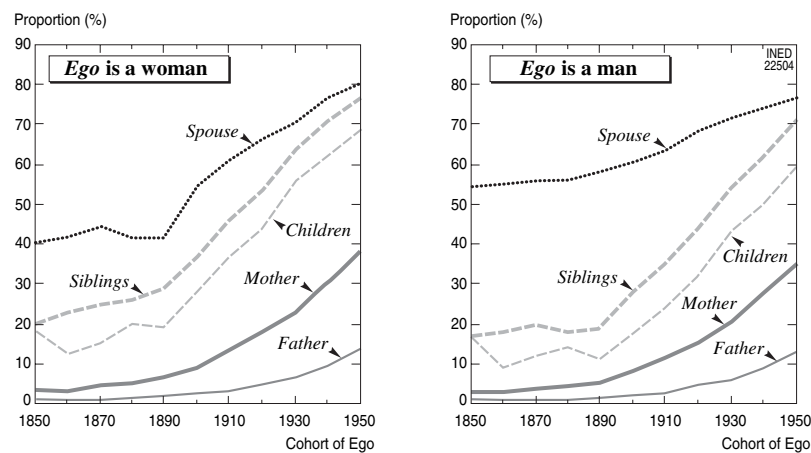 Proportion (%)
90
80
70
60
50
40
30
20
10
0
Ego is a woman
Spouse
Children
Siblings
Mother
Father
1850 1870 1890 1910 1930 1950
Cohort of Ego
Proportion (%)
90
80
70
60
50
40
30
20
10
0
Ego is a man
INED
22504
Spouse
Children
Siblings
Mother
Father
1850 1870 1890 1910 1930 1950
Cohort of Ego